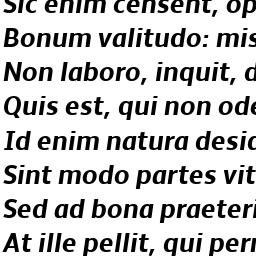 Sic enim censent, op
Bonum valitudo: mis
Non laboro, inquit, d
Quis est, qui non ode
Id enim natura desid
Sint modo partes vit
Sed ad bona praeteri
At ille pellit, qui perm